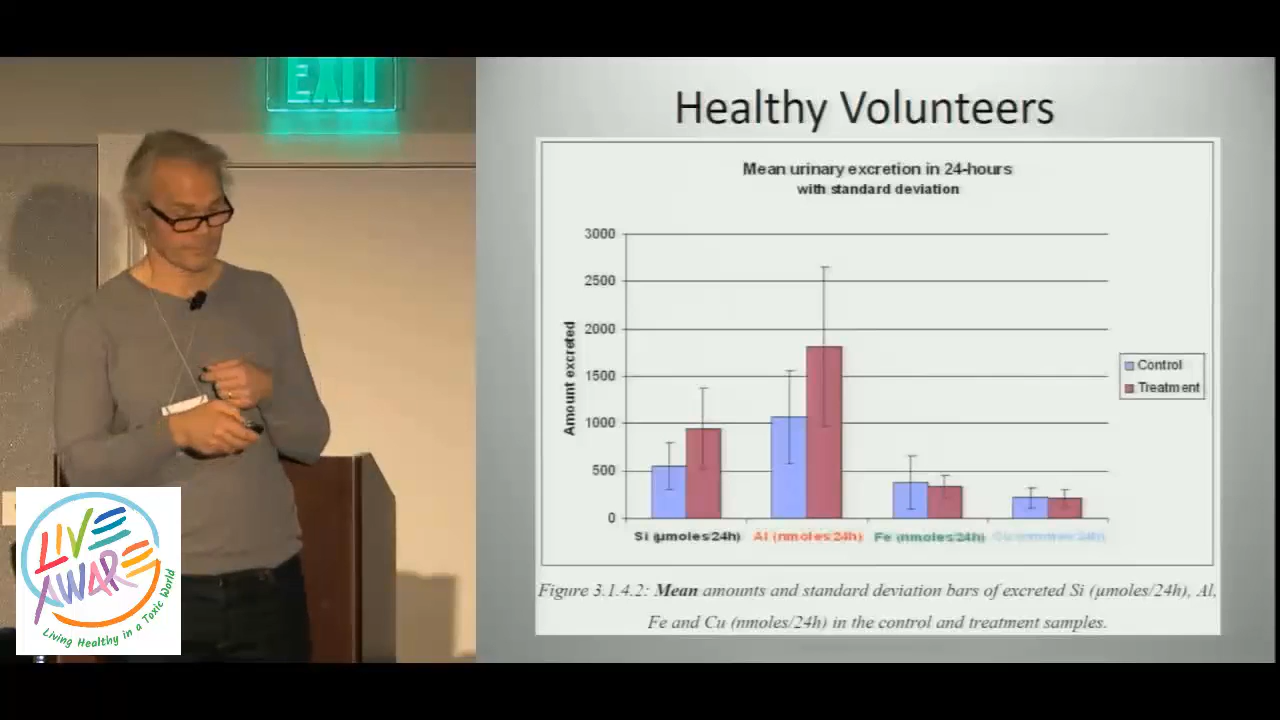 EXIT
LIVE
AWARE
Living Healthy in a Toxic World
Healthy Volunteers
Mean urinary excretion in 24-hours
with standard deviation
3000
2500
2000
1500
1000
500
0
Amount excreted
Control
Treatment
Si (µmoles/24h) Al (nmoles/24h) Fe (nmoles/24h) Cu (nmoles/24h)
Figure 3.1.4.2: Mean amounts and standard deviation bars of excreted Si (µmoles/24h), Al,
Fe and Cu (nmoles/24h) in the control and treatment samples.